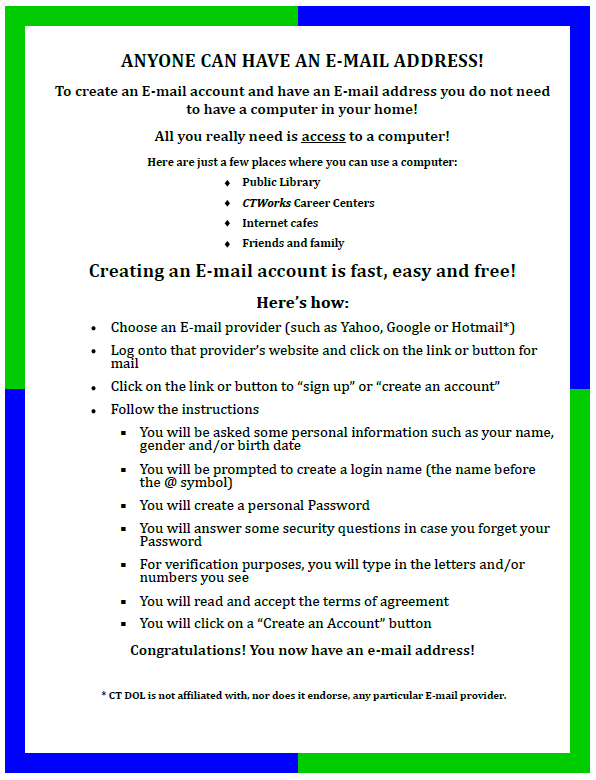 ANYONE CAN HAVE AN E-MAIL ADDRESS!
To create an E-mail account and have an E-mail address you do not need
to have a computer in your home!
All you really need is access to a computer!
Here are just a few places where you can use a computer:
♦ Public Library
♦ CTWorks Career Centers
♦ Internet cafes
♦ Friends and family
Creating an E-mail account is fast, easy and free!
Here's how:
• Choose an E-mail provider (such as Yahoo, Google or Hotmail*)
• Log onto that provider's website and click on the link or button for
mail
• Click on the link or button to “sign up” or “create an account”
• Follow the instructions
▪ You will be asked some personal information such as your name,
gender and/or birth date
▪ You will be prompted to create a login name (the name before
the @ symbol)
▪ You will create a personal Password
▪ You will answer some security questions in case you forget your
Password
▪ For verification purposes, you will type in the letters and/or
numbers you see
▪ You will read and accept the terms of agreement
▪ You will click on a “Create an Account” button
Congratulations! You now have an e-mail address!
* CT DOL is not affiliated with, nor does it endorse, any particular E-mail provider.